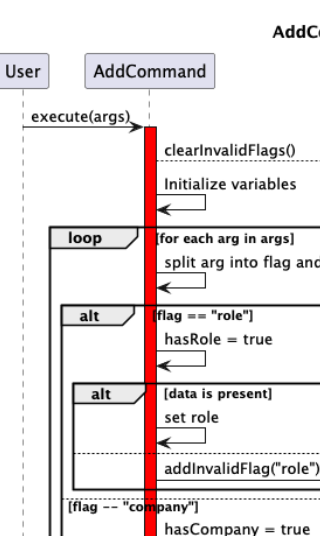 AddCo
User
AddCommand
execute(args)
clearInvalidFlags()
Initialize variables
loop
[for each arg in args]
split arg into flag and
alt
[flag == "role"]
hasRole = true
alt
[data is present]
set role
addInvalidFlag("role")
[flag -- "company"]
hasCompany = true